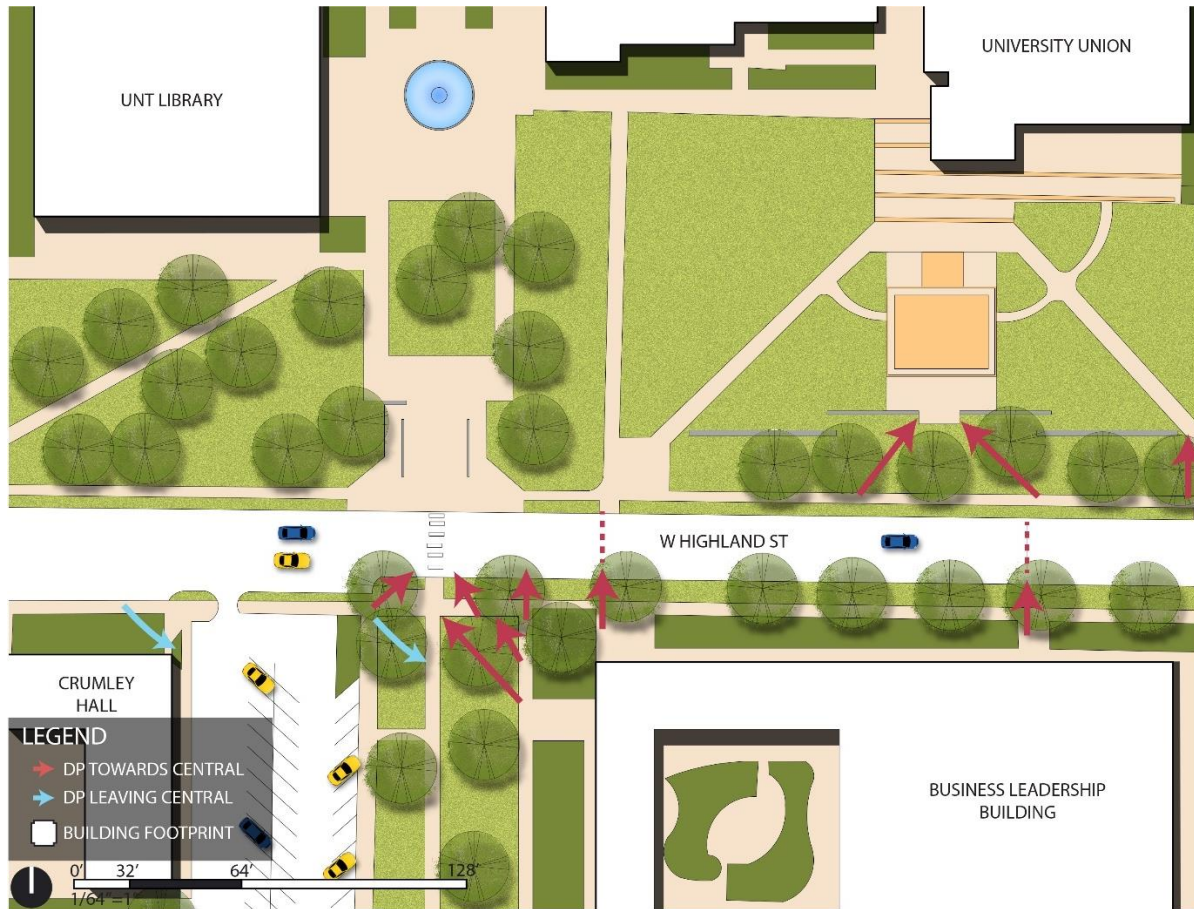 UNT LIBRARY
UNIVERSITY UNION
W HIGHLAND ST
CRUMLEY
HALL
LEGEND
DP TOWARDS CENTRAL
DP LEAVING CENTRAL
BUILDING FOOTPRINT
0' 32' 64' 128'
1/64"=1'
BUSINESS LEADERSHIP
BUILDING